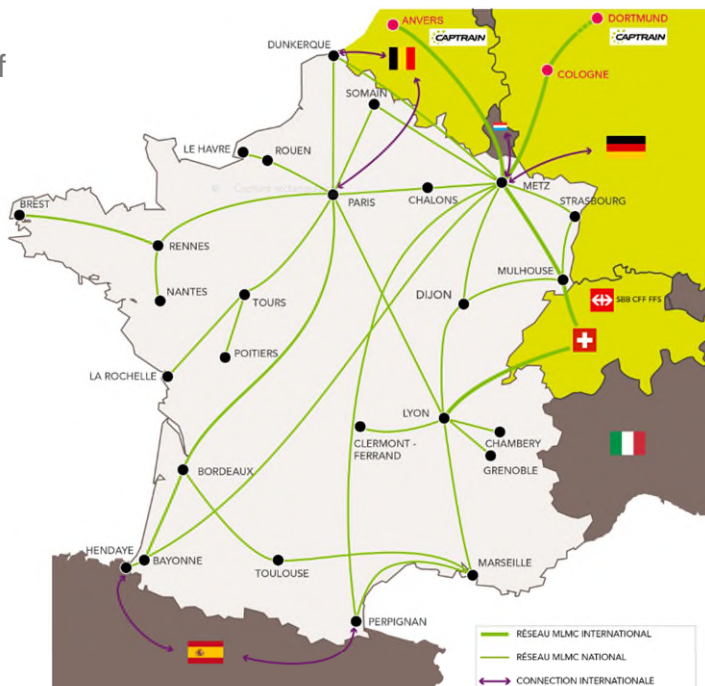 f
ANVERS
DORTMUND
CAPTRAIN
CAPTRAIN
DUNKERQUE
COLOGNE
SOMAIN
LE HAVRE
ROUEN
METZ
BREST
PARIS
CHALONS
STRASBOURG
RENNES
MULHOUSE
NANTES
TOURS
DIJON
SBB CFF FFS
POITIERS
LA ROCHELLE
LYON
CLERMONT -
FERRAND
CHAMBERY
GRENOBLE
BORDEAUX
HENDAYE
BAYONNE
TOULOUSE
MARSEILLE
PERPIGNAN
RÉSEAU MLMC INTERNATIONAL
RÉSEAU MLMC NATIONAL
CONNECTION INTERNATIONALE